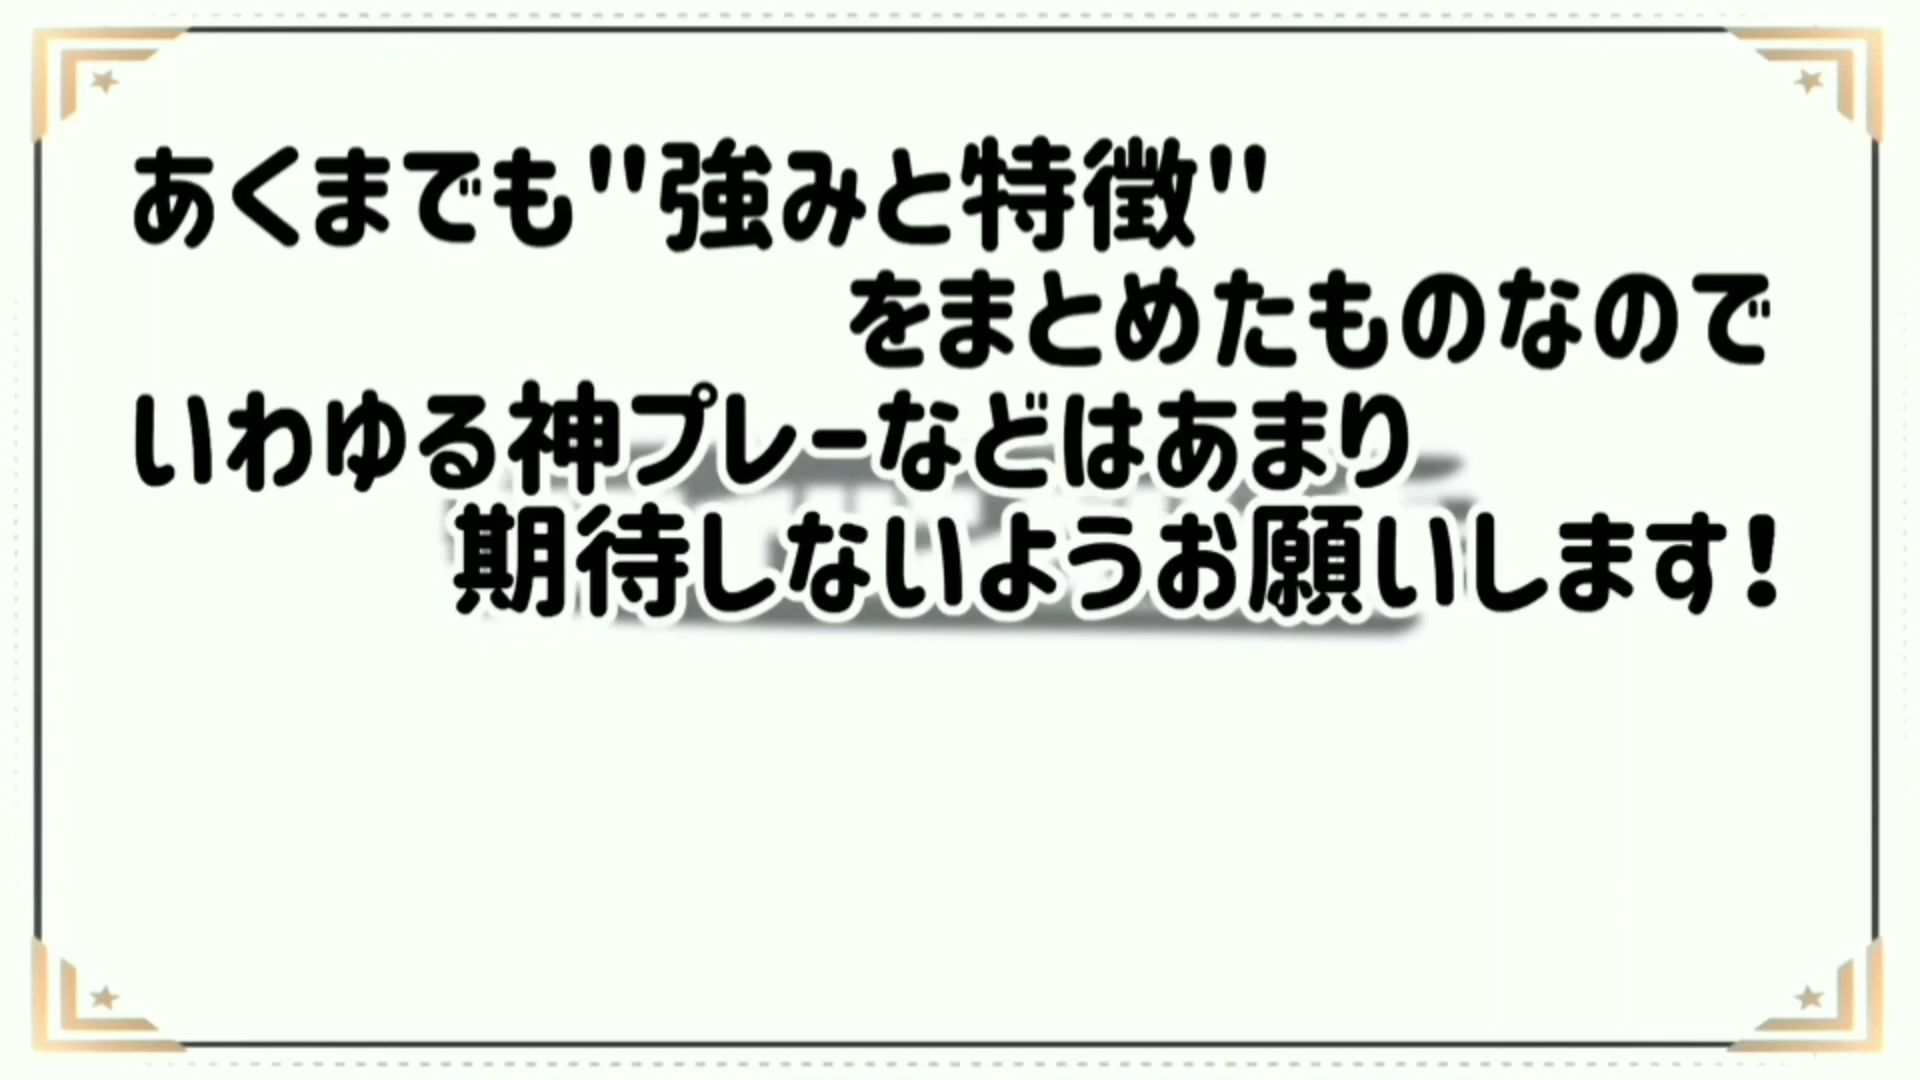 あくまでも"強みと特徴"
をまとめたものなので
いわゆる神プレーなどはあまり
期待しないようお願いします!